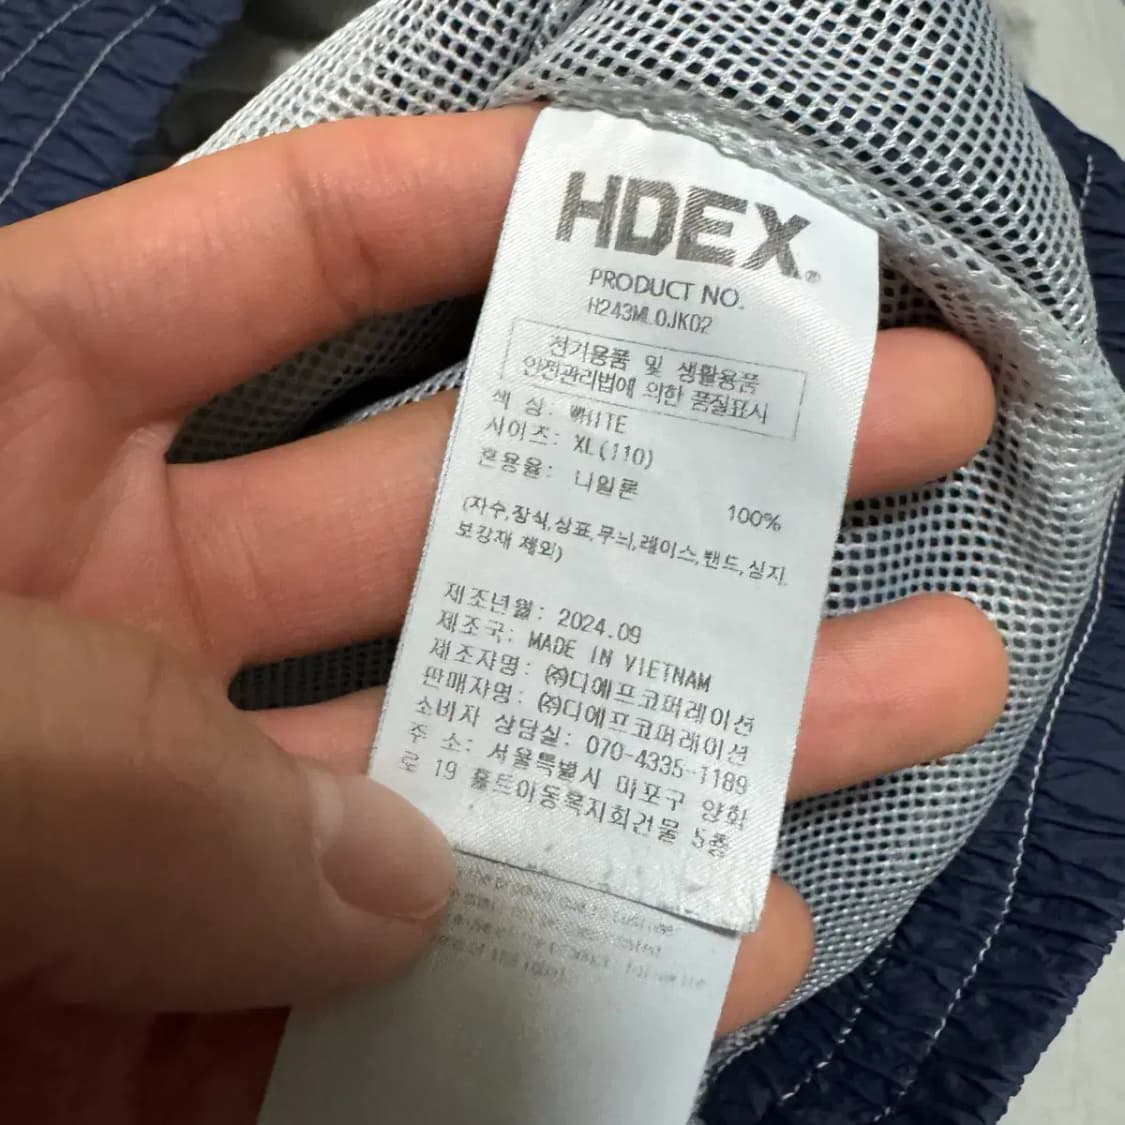 HDEX®
PRODUCT NO.
H243ML0JK02
전기용품 및 생활용품
안전관리법에 의한 품질표시
색 상: WHITE
사이즈: XL(110)
혼용율: 나일론 100%
(자수,장식,상표,무늬,레이스,밴드,심지,
보강재 제외)
제조년월: 2024.09
제조국: MADE IN VIETNAM
제조자명: ㈜디에프코퍼레이션
판매자명: ㈜디에프코퍼레이션
소비자 상담실: 070-4335-1189
주 소: 서울특별시 마포구 양화
로 19 홀트아동복지회건물 5층